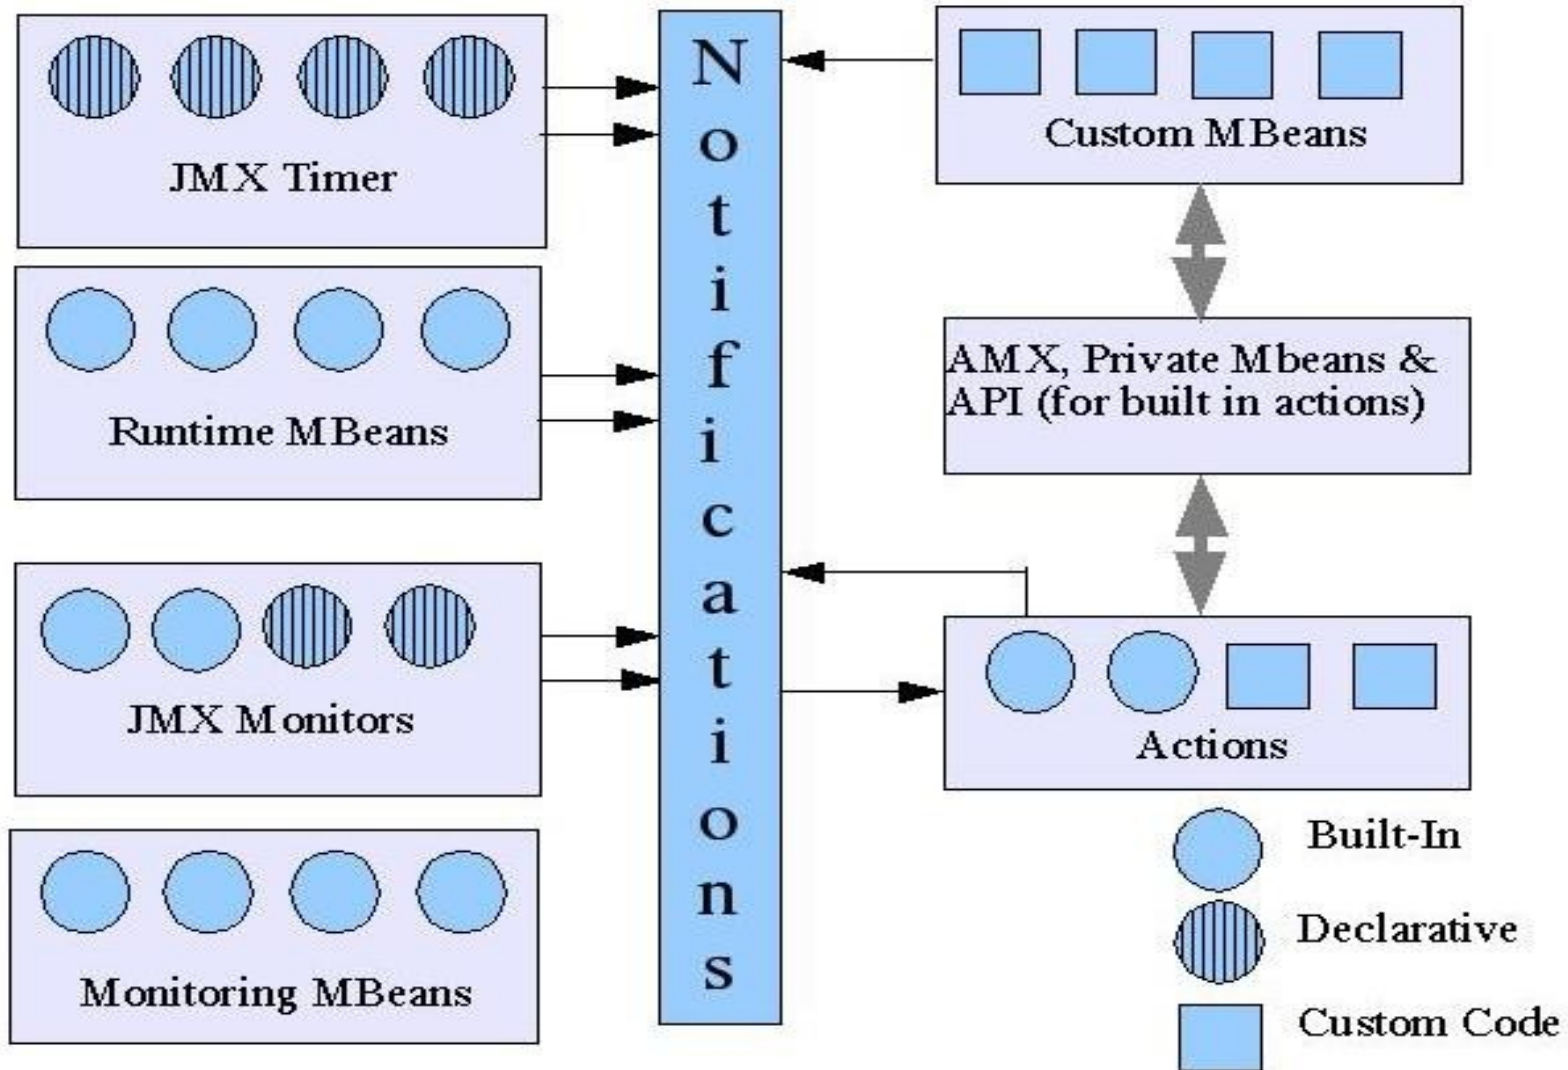 JMX Timer
Runtime MBeans
JMX Monitors
Monitoring MBeans
Notifications
Custom MBeans
AMX, Private Mbeans &
API (for built in actions)
Actions
Built-In
Declarative
Custom Code